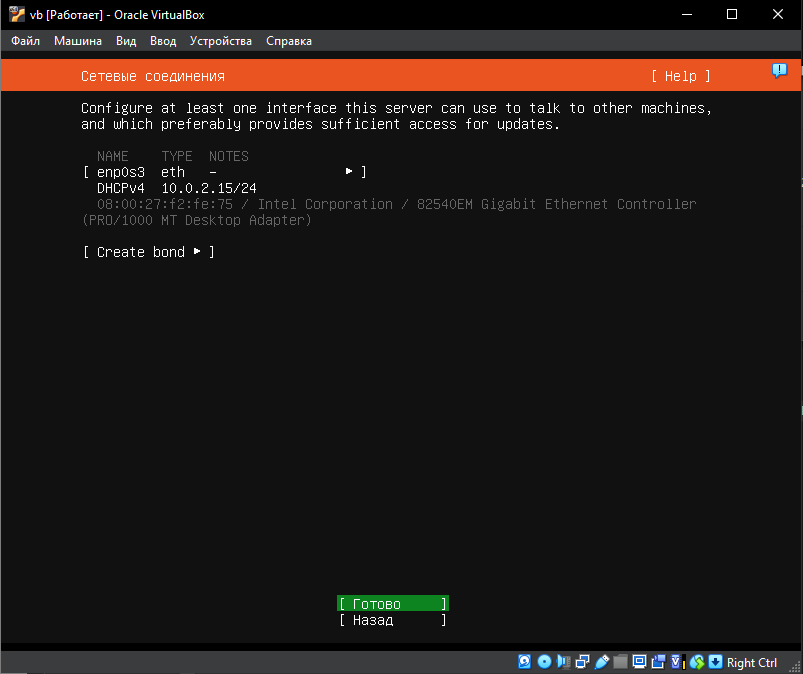 vb [Работает] - Oracle VirtualBox
Файл Машина Вид Ввод Устройства Справка
Сетевые соединения [ Help ]
Configure at least one interface this server can use to talk to other machines,
and which preferably provides sufficient access for updates.
NAME TYPE NOTES
[ enp0s3 eth – ▸ ]
DHCPv4 10.0.2.15/24
08:00:27:f2:fe:75 / Intel Corporation / 82540EM Gigabit Ethernet Controller
(PRO/1000 MT Desktop Adapter)
[ Create bond ▸ ]
[ Готово ]
[ Назад ]
Right Ctrl